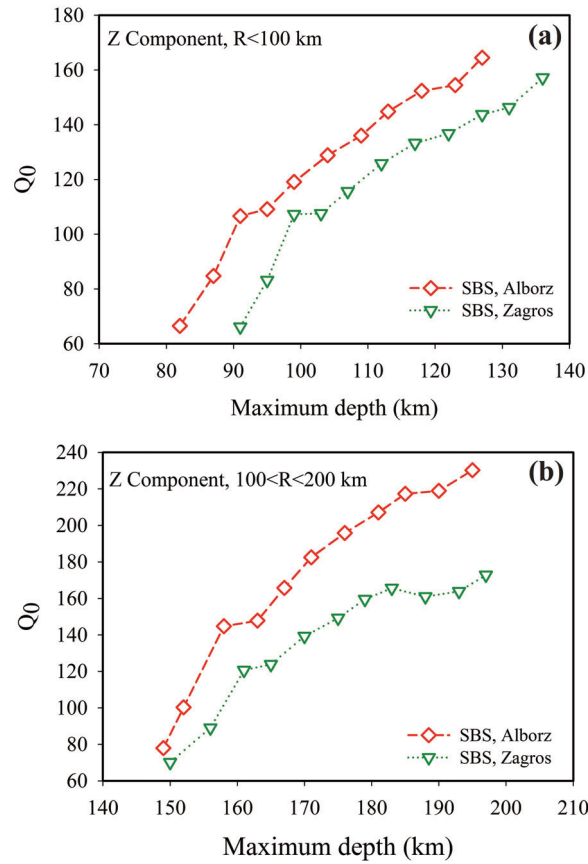 (a)
Z Component, R<100 km
180
160
140
120
100
80
60
Q0
SBS, Alborz
SBS, Zagros
70 80 90 100 110 120 130 140
Maximum depth (km)
(b)
Z Component, 100<R<200 km
240
220
200
180
160
140
120
100
80
60
Q0
SBS, Alborz
SBS, Zagros
140 150 160 170 180 190 200 210
Maximum depth (km)